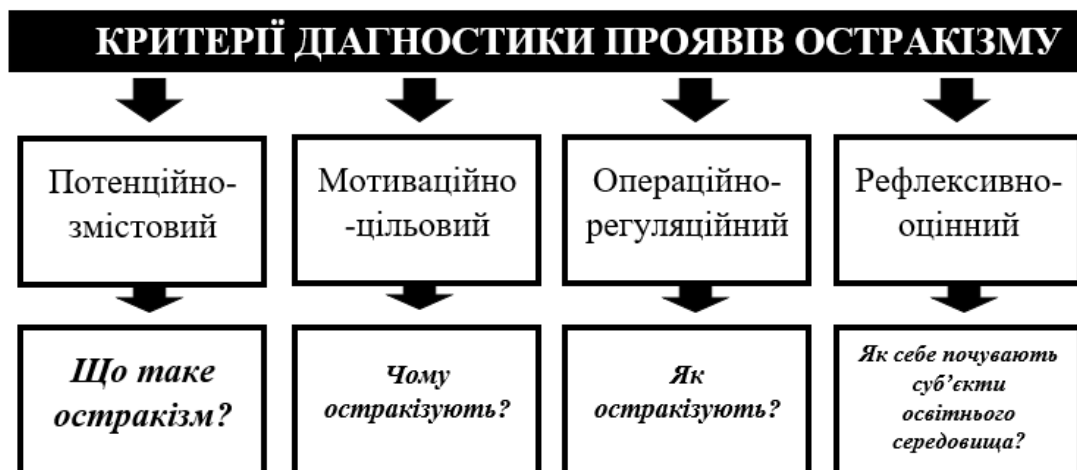 КРИТЕРІЇ ДІАГНОСТИКИ ПРОЯВІВ ОСТРАКІЗМУ
Потенційно-
змістовий
Мотиваційно
-цільовий
Операційно-
регуляційний
Рефлексивно-
оцінний
Що таке
остракізм?
Чому
остракізують?
Як
остракізують?
Як себе почувають
суб’єкти
освітнього
середовища?